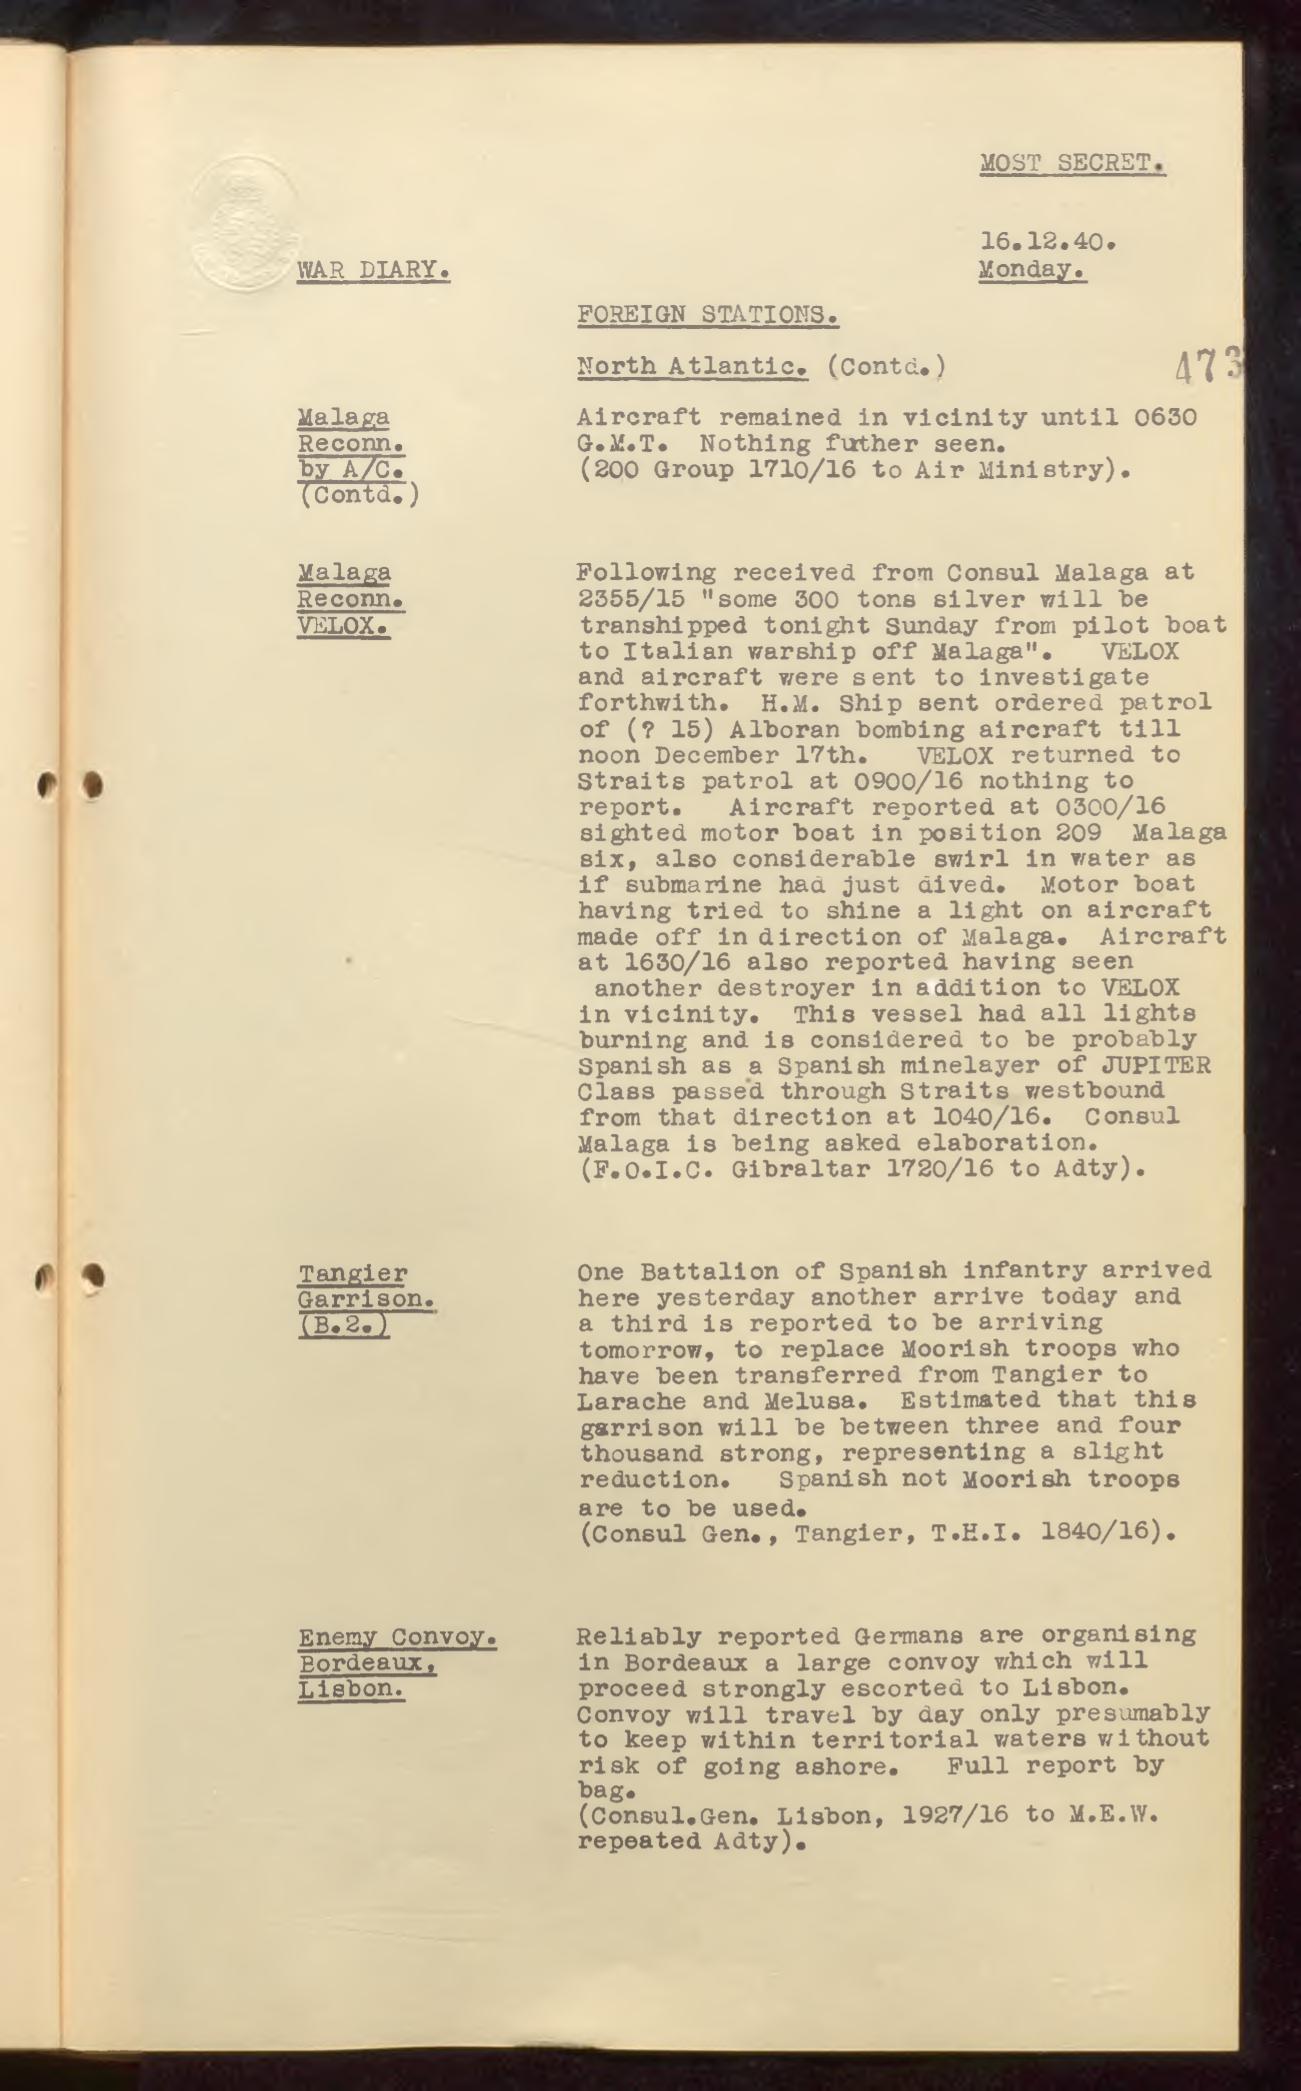 MOST SECRET.
16.12.40.
WAR DIARY.
Monday.
FOREIGN STATIONS.
North Atlantic. (Contd.)
473
Malaga
Reconn.
by A/C.
(Contd.)
Aircraft remained in vicinity until 0630
G.M.T. Nothing futher seen.
(200 Group 1710/16 to Air Ministry).
Malaga
Reconn.
VELOX.
Following received from Consul Malaga at
2355/15 "some 300 tons silver will be
transhipped tonight Sunday from pilot boat
to Italian warship off Malaga". VELOX
and aircraft were sent to investigate
forthwith. H.M. Ship sent ordered patrol
of (? 15) Alboran bombing aircraft till
noon December 17th. VELOX returned to
Straits patrol at 0900/16 nothing to
report. Aircraft reported at 0300/16
sighted motor boat in position 209 Malaga
six, also considerable swirl in water as
if submarine had just dived. Motor boat
having tried to shine a light on aircraft
made off in direction of Malaga. Aircraft
at 1630/16 also reported having seen
another destroyer in addition to VELOX
in vicinity. This vessel had all lights
burning and is considered to be probably
Spanish as a Spanish minelayer of JUPITER
Class passed through Straits westbound
from that direction at 1040/16. Consul
Malaga is being asked elaboration.
(F.O.I.C. Gibraltar 1720/16 to Adty).
Tangier
Garrison.
(B.2.)
One Battalion of Spanish infantry arrived
here yesterday another arrive today and
a third is reported to be arriving
tomorrow, to replace Moorish troops who
have been transferred from Tangier to
Larache and Melusa. Estimated that this
garrison will be between three and four
thousand strong, representing a slight
reduction. Spanish not Moorish troops
are to be used.
(Consul Gen., Tangier, T.H.I. 1840/16).
Enemy Convoy.
Bordeaux,
Lisbon.
Reliably reported Germans are organising
in Bordeaux a large convoy which will
proceed strongly escorted to Lisbon.
Convoy will travel by day only presumably
to keep within territorial waters without
risk of going ashore. Full report by
bag.
(Consul.Gen. Lisbon, 1927/16 to M.E.W.
repeated Adty).